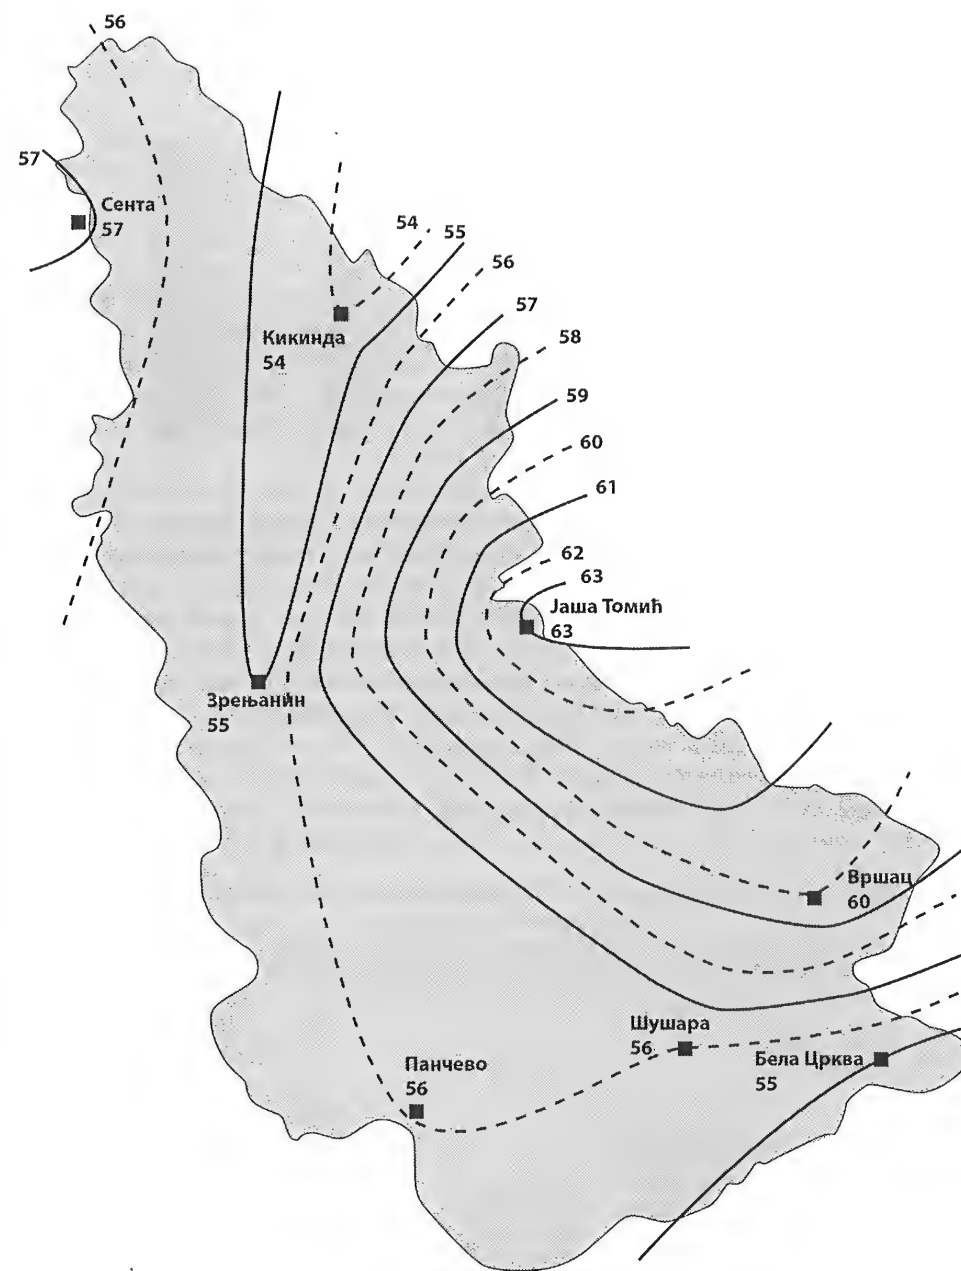 56
57
Сента
57
54
55
56
57
58
59
60
61
62
63
Кикинда
54
Јаша Томић
63
Зрењанин
55
Вршац
60
Шушара
56
Панчево
56
Бела Црква
55